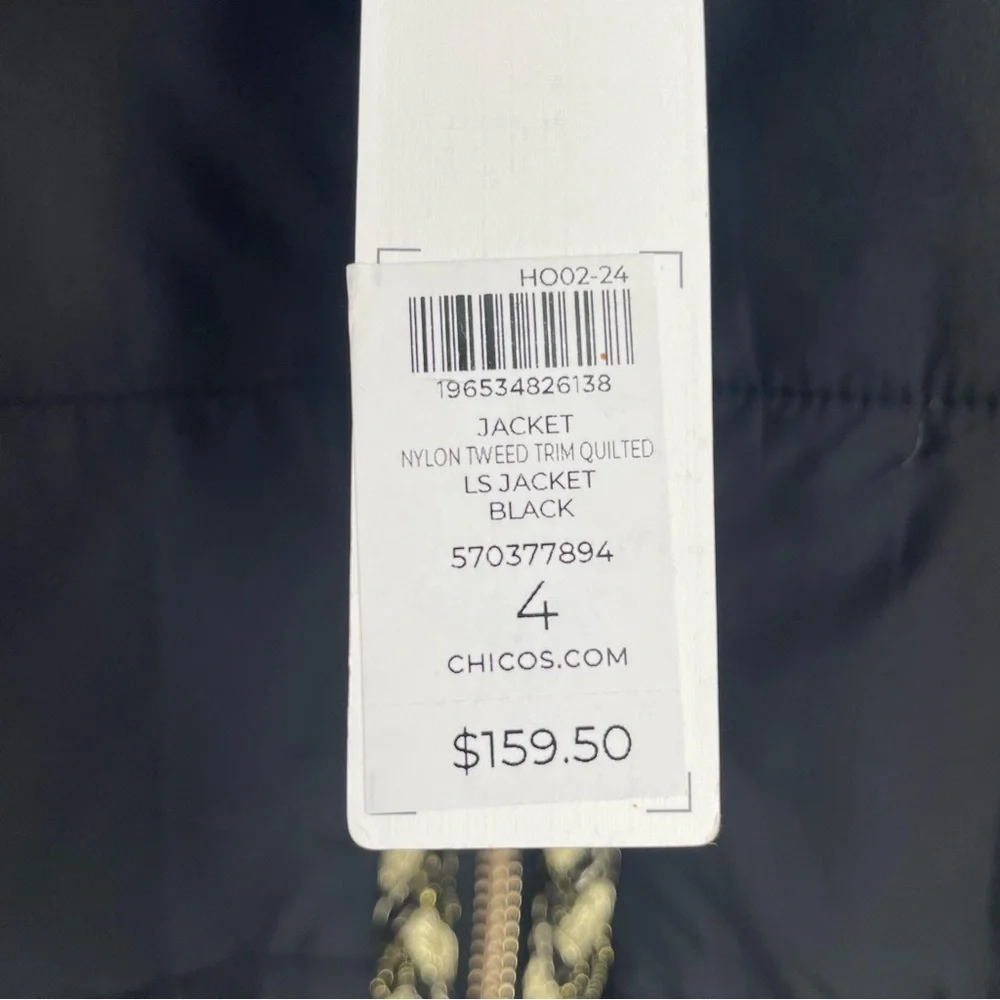 HO02-24
196534826138
JACKET
NYLON TWEED TRIM QUILTED
LS JACKET
BLACK
570377894
4
CHICOS.COM
$159.50